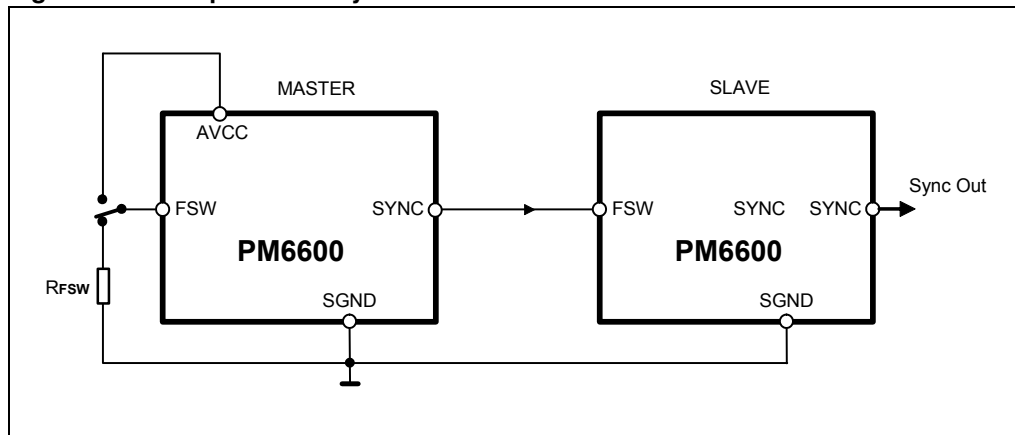 MASTER
SLAVE
AVCC
Sync Out
FSW
SYNC
FSW
SYNC
SYNC
PM6600
PM6600
RFSW
SGND
SGND